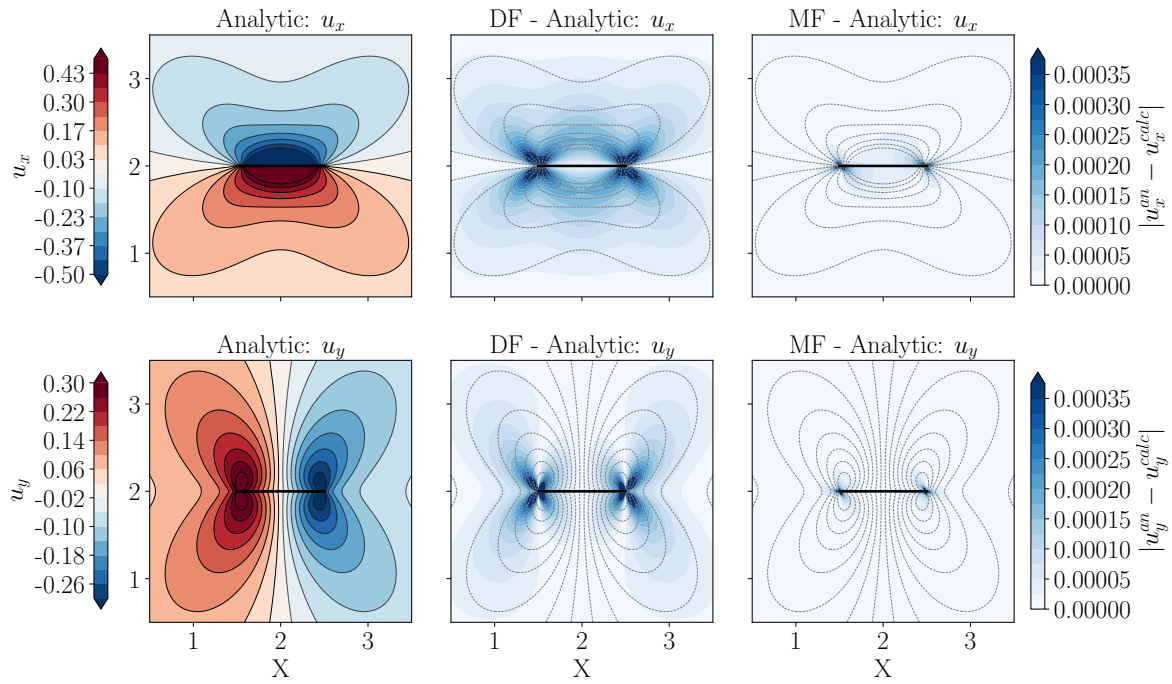 Analytic: u_x
DF - Analytic: u_x
MF - Analytic: u_x
0.43
0.30
0.17
0.03
-0.10
-0.23
-0.37
-0.50
u_x
3
2
1
0.00035
0.00030
0.00025
0.00020
0.00015
0.00010
0.00005
0.00000
|u_x^{an} - u_x^{calc}|
Analytic: u_y
DF - Analytic: u_y
MF - Analytic: u_y
0.30
0.22
0.14
0.06
-0.02
-0.10
-0.18
-0.26
u_y
3
2
1
0.00035
0.00030
0.00025
0.00020
0.00015
0.00010
0.00005
0.00000
|u_y^{an} - u_y^{calc}|
1 2 3
1 2 3
1 2 3
X
X
X